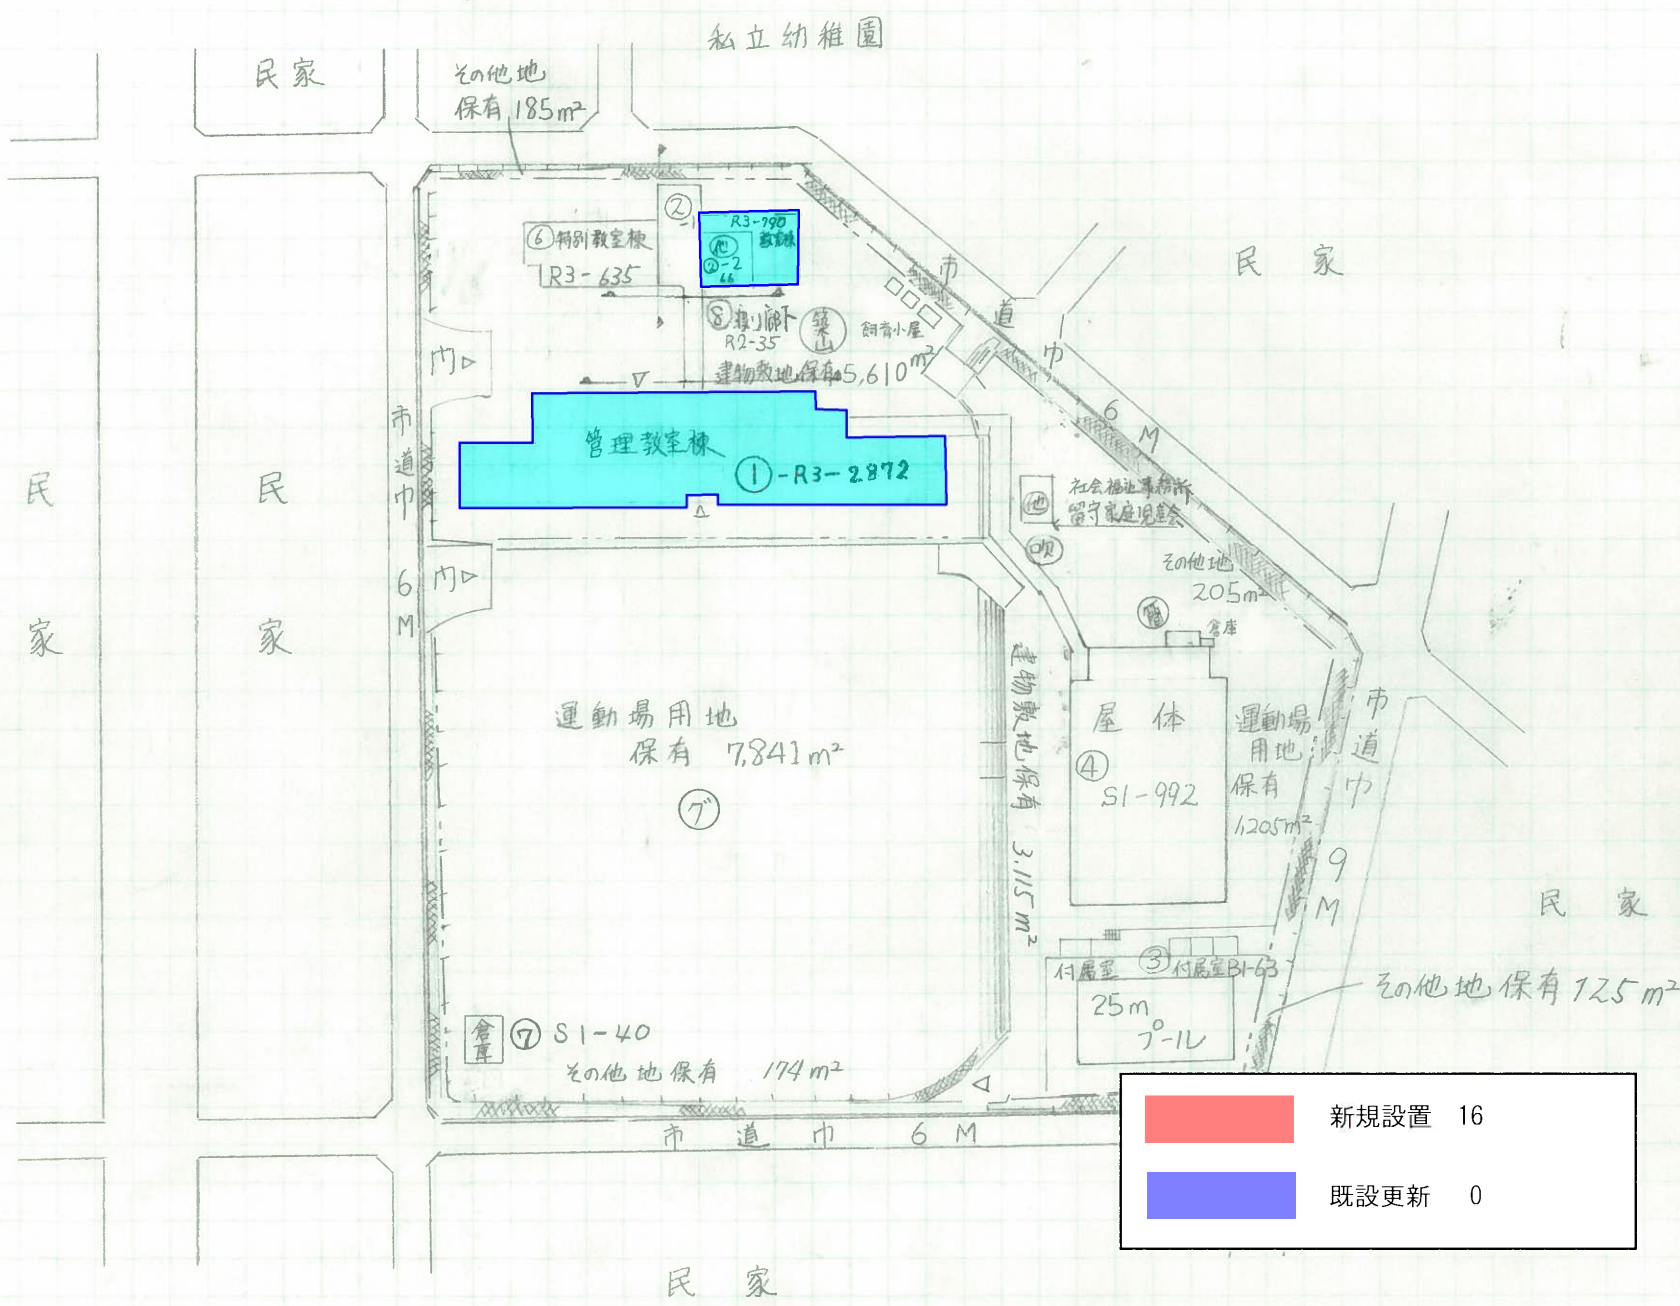 私立幼稚園
民家
その他地
保有 185m²
②
-1
R3-790
教室棟
他
②-2
66
⑥特別教室棟
R3-635
民 家
市道巾 6M
⑧渡り廊下
R2-35
築山
飼育小屋
建物敷地保有 5,610m²
門
管理教室棟
①-R3-2872
市道巾 6M
民家
民家
他
社会福祉事務所
留守家庭児童会
吹
その他地
205m²
倉庫
門
運動場用地
保有 7,841m²
グ
建物敷地保有 3,115m²
屋 体
④
S1-992
運動場
用地
保有
1,205m²
市道巾 9M
民 家
付属室
③付属室B1-63
25m
プール
その他地保有 125m²
倉庫
⑦ S1-40
その他地保有 174m²
市 道 巾 6 M
民 家
新規設置 16
既設更新 0